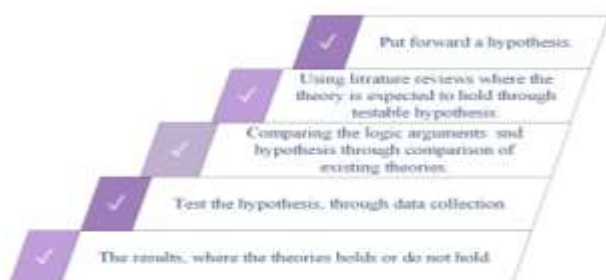 Put forward a hypothesis.
Using litrature reviews where the
theory is expected to hold through
testable hypothesis.
Comparing the logic arguments snd
hypothesis through comparison of
existing theories.
Test the hypothesis, through data collection
The results, where the theories holds or do not hold.